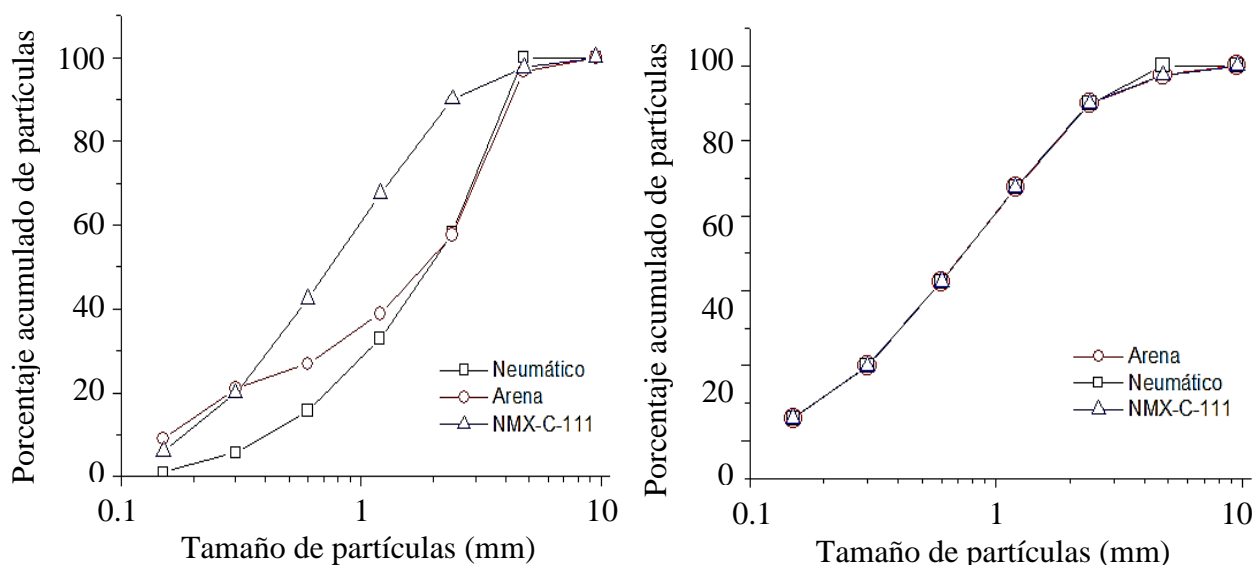 Porcentaje acumulado de partículas
100
80
60
40
20
0
0.1
1
10
Tamaño de partículas (mm)
Neumático
Arena
NMX-C-111
Porcentaje acumulado de partículas
100
80
60
40
20
0
0.1
1
10
Tamaño de partículas (mm)
Arena
Neumático
NMX-C-111